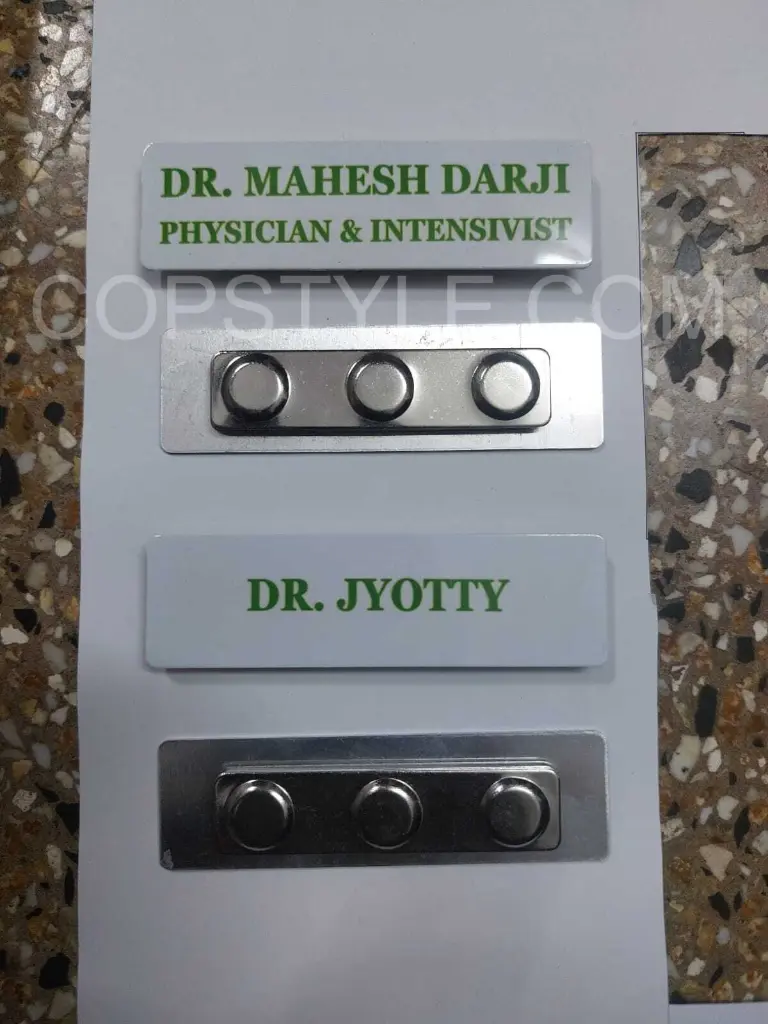 DR. MAHESH DARJI
PHYSICIAN & INTENSIVIST
COPSTYLE.COM
DR. JYOTTY